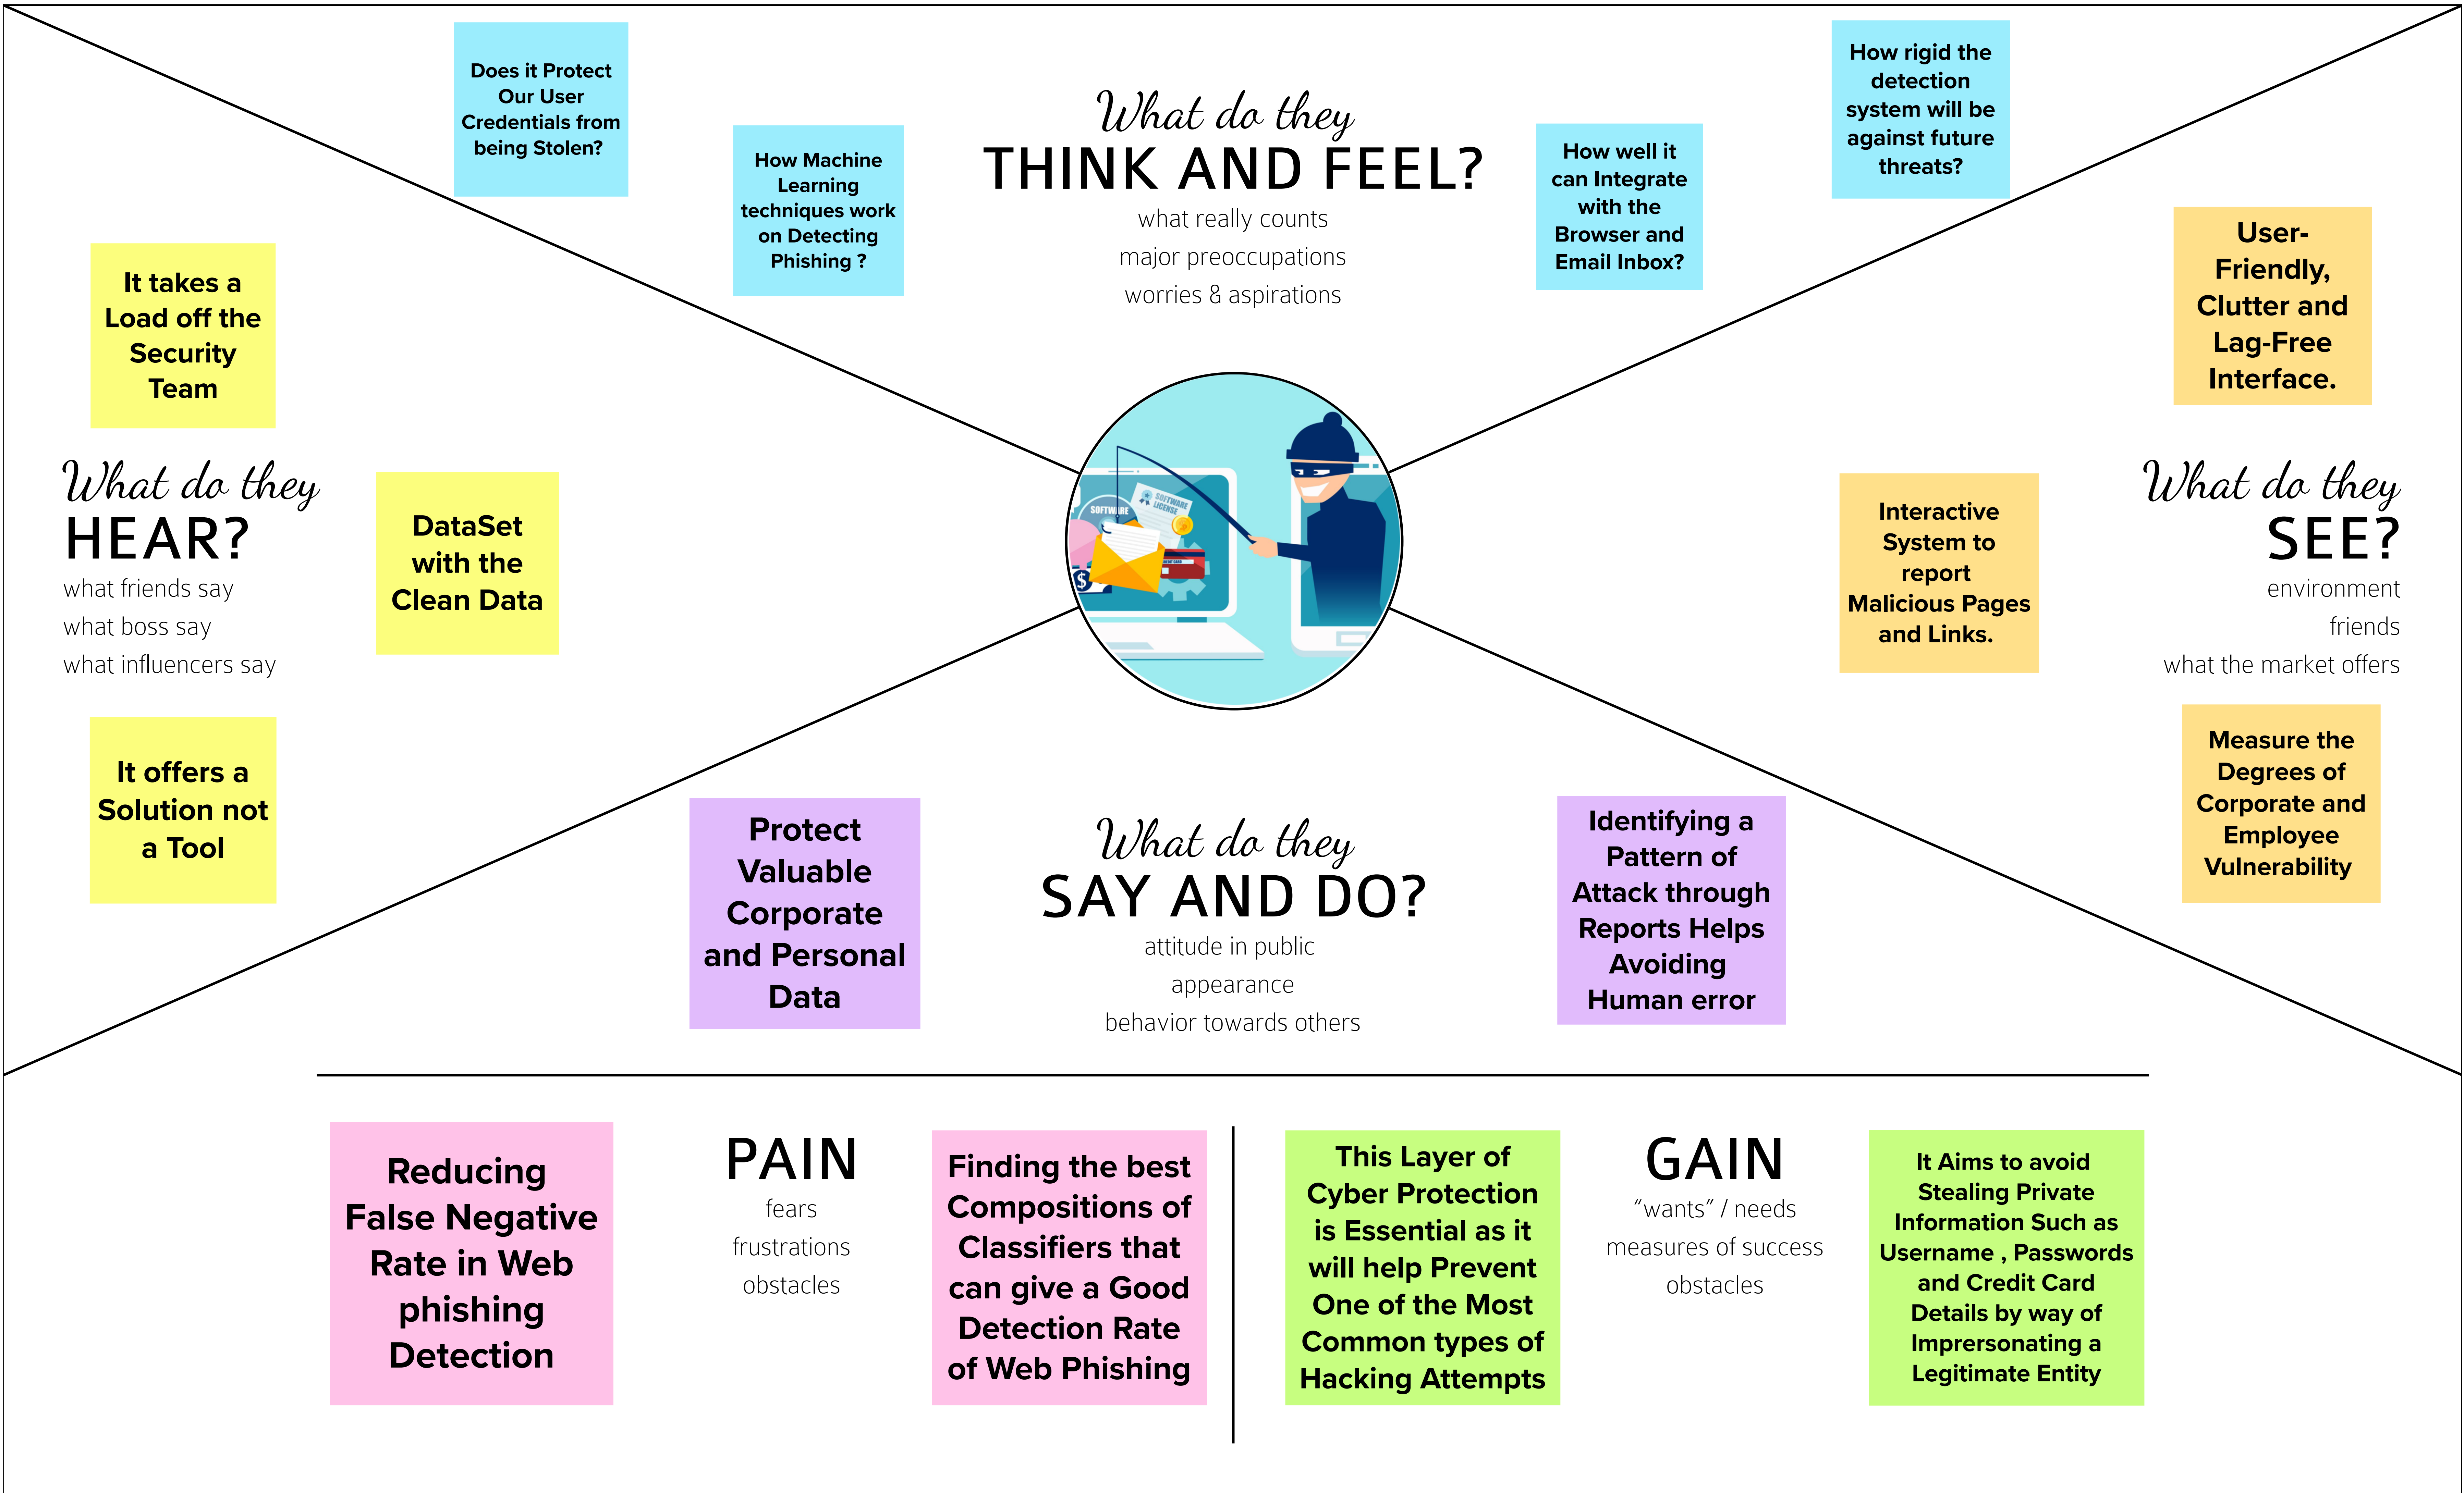 Does it Protect
Our User
Credentials from
being Stolen?
How Machine
Learning
techniques work
on Detecting
Phishing ?
What do they
THINK AND FEEL?
what really counts
major preoccupations
worries & aspirations
How well it
can Integrate
with the
Browser and
Email Inbox?
How rigid the
detection
system will be
against future
threats?
It takes a
Load off the
Security
Team
What do they
HEAR?
what friends say
what boss say
what influencers say
DataSet
with the
Clean Data
It offers a
Solution not
a Tool
SOFTWARE
SOFTWARE
LICENSE
$
User-
Friendly,
Clutter and
Lag-Free
Interface.
Interactive
System to
report
Malicious Pages
and Links.
What do they
SEE?
environment
friends
what the market offers
Measure the
Degrees of
Corporate and
Employee
Vulnerability
Protect
Valuable
Corporate
and Personal
Data
What do they
SAY AND DO?
attitude in public
appearance
behavior towards others
Identifying a
Pattern of
Attack through
Reports Helps
Avoiding
Human error
Reducing
False Negative
Rate in Web
phishing
Detection
PAIN
fears
frustrations
obstacles
Finding the best
Compositions of
Classifiers that
can give a Good
Detection Rate
of Web Phishing
This Layer of
Cyber Protection
is Essential as it
will help Prevent
One of the Most
Common types of
Hacking Attempts
GAIN
“wants” / needs
measures of success
obstacles
It Aims to avoid
Stealing Private
Information Such as
Username , Passwords
and Credit Card
Details by way of
Imprersonating a
Legitimate Entity